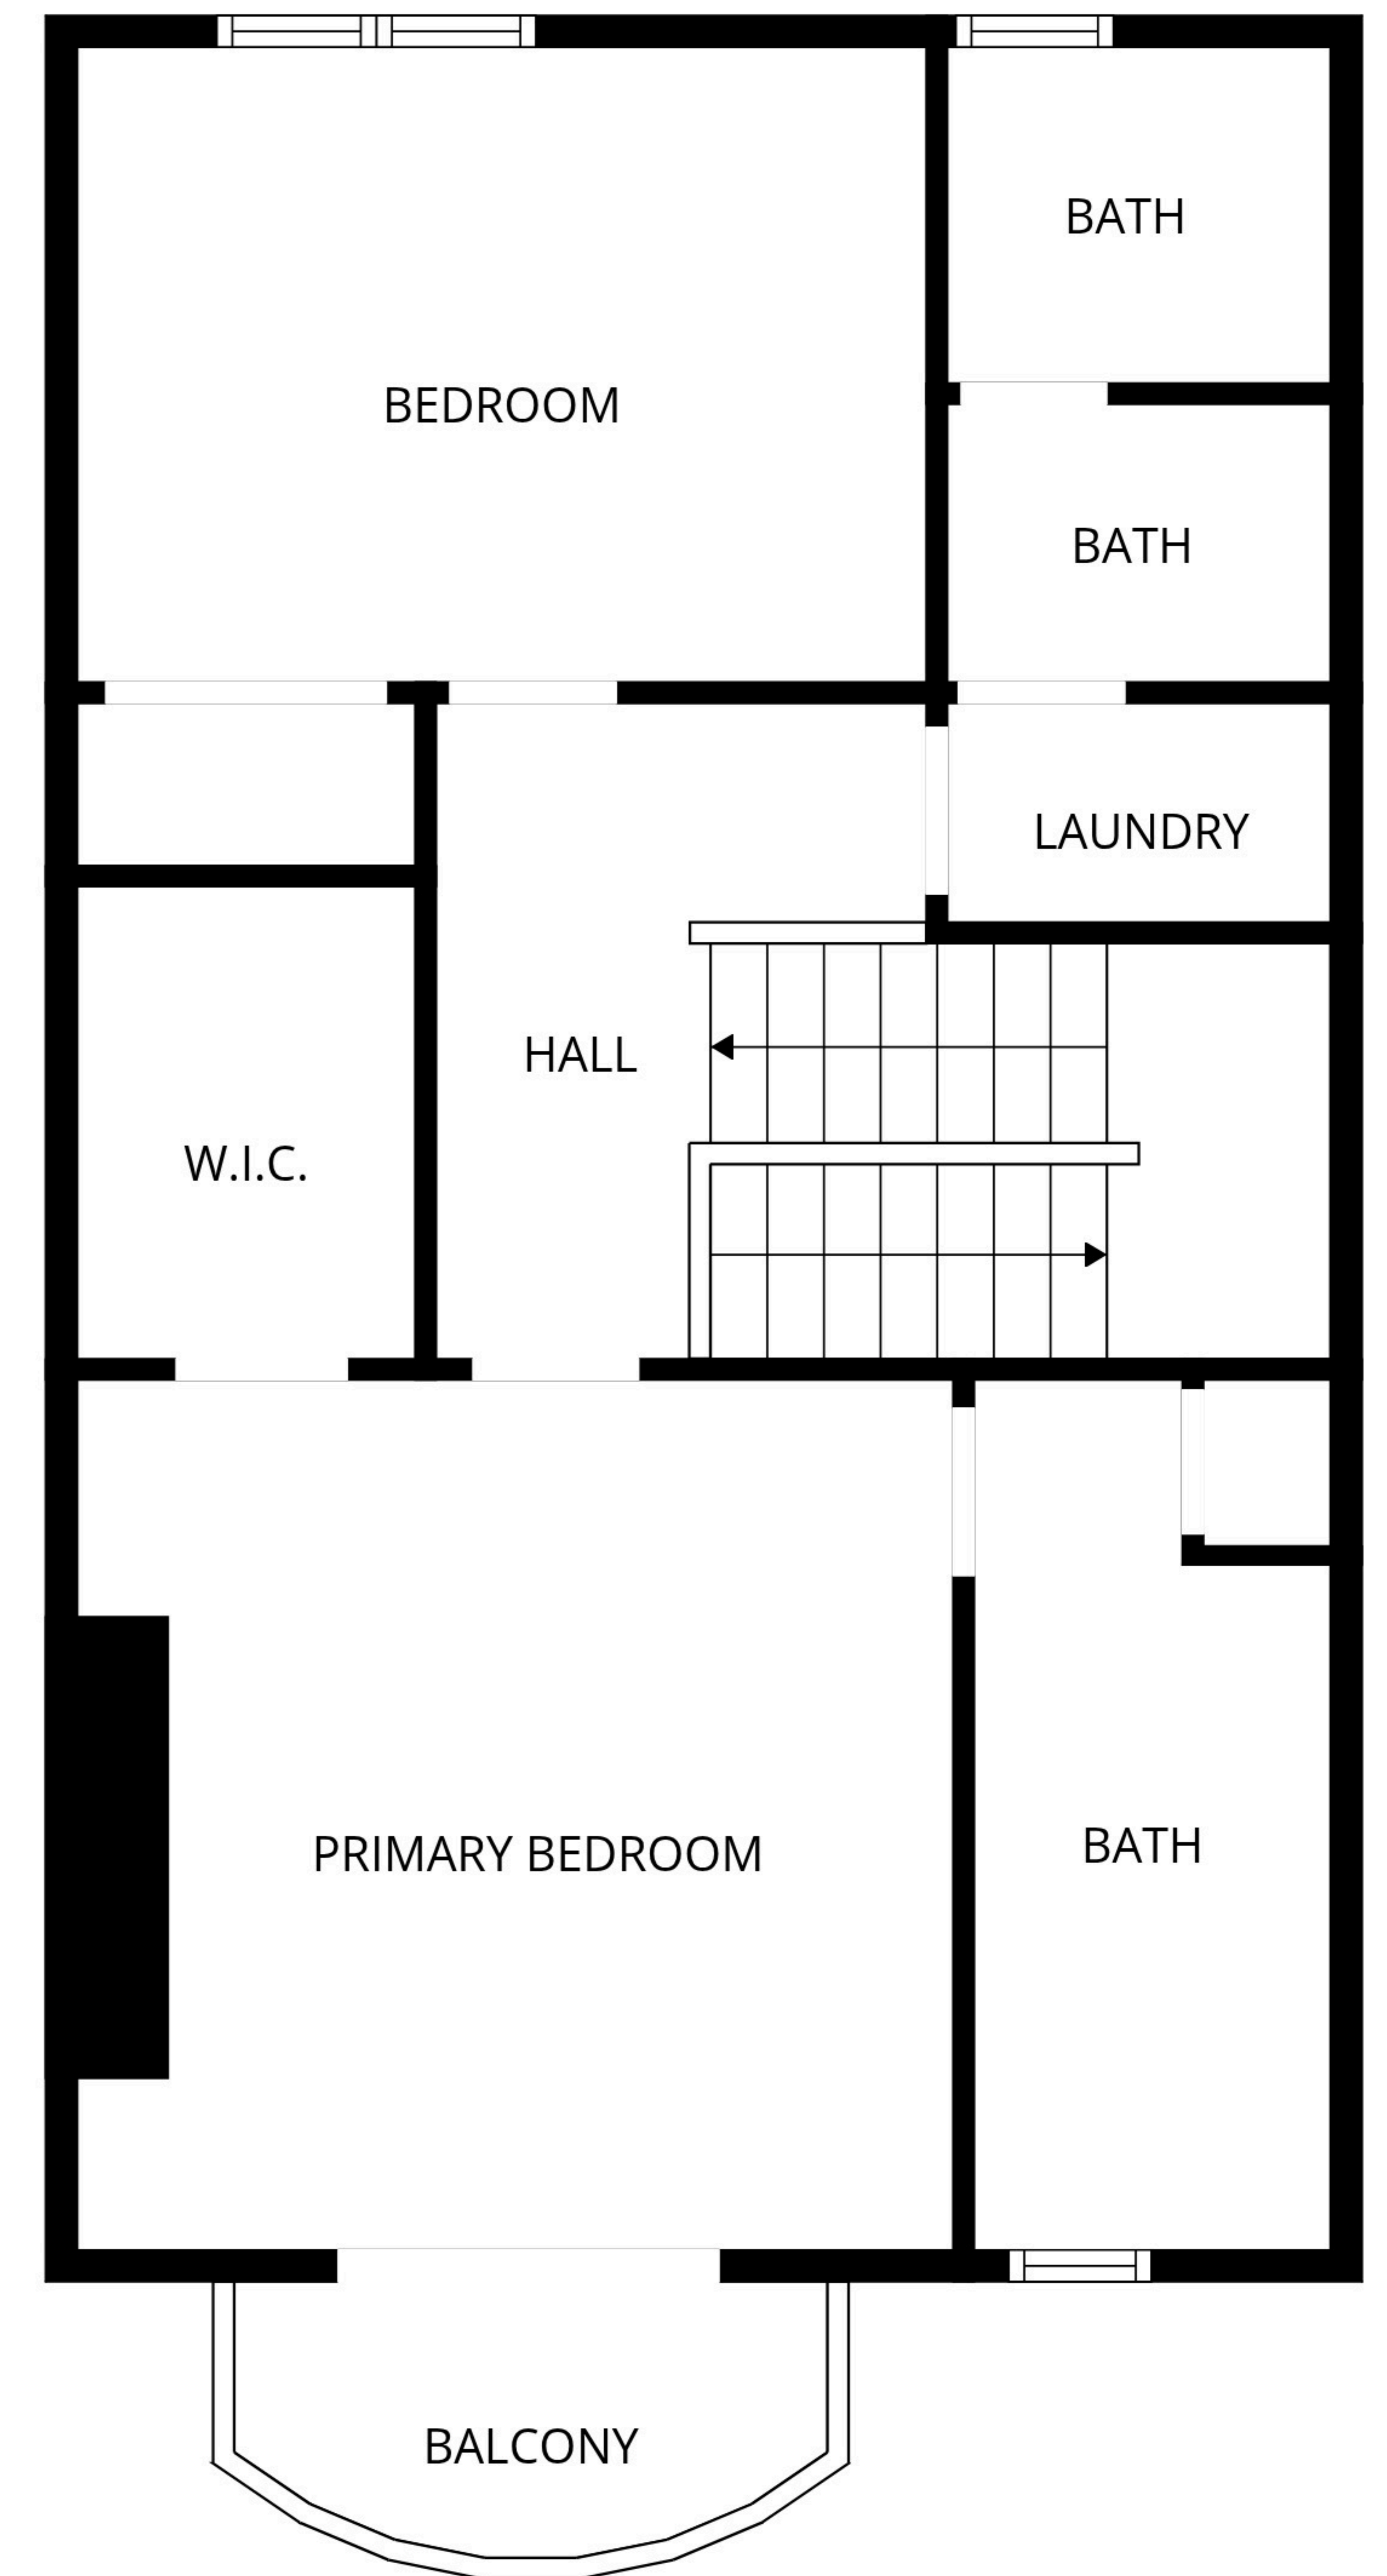 BATH
BEDROOM
BATH
LAUNDRY
HALL
W.I.C.
PRIMARY BEDROOM
BATH
BALCONY